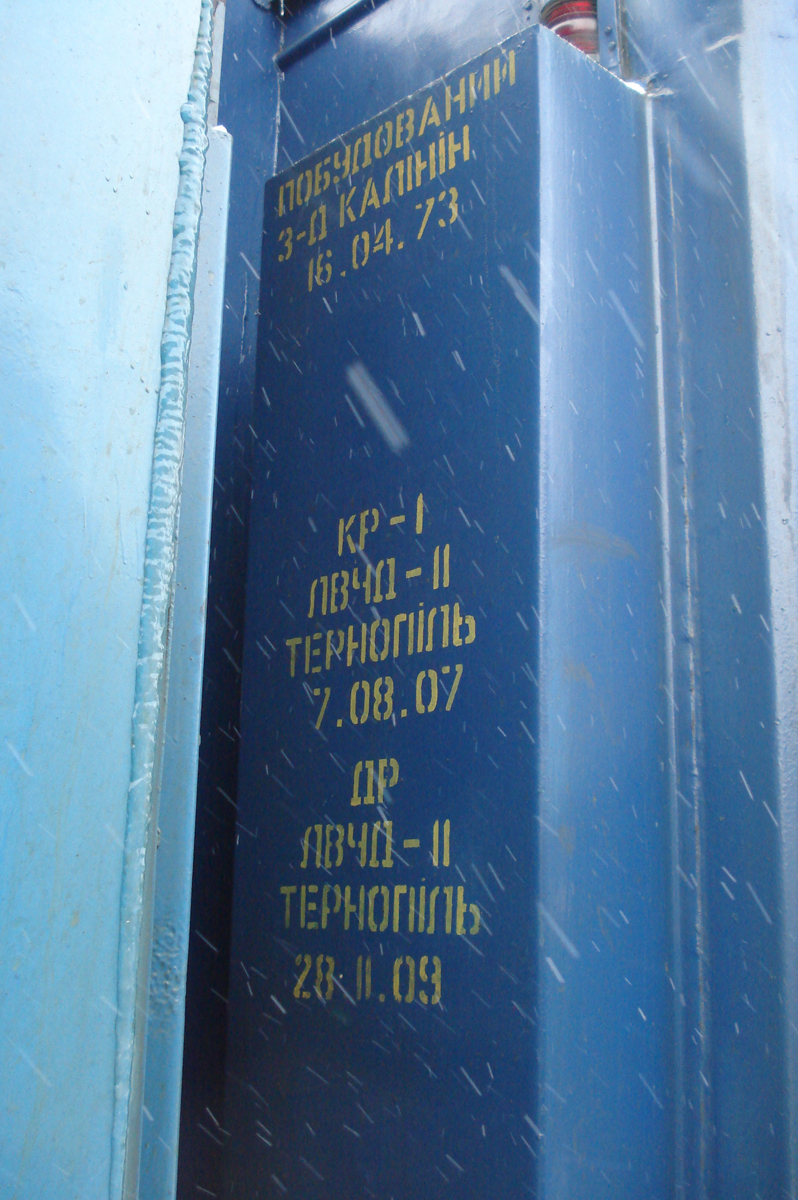 ПОБУДОВАНИЙ
З-Д КАЛІНІН
16.04.73
КР-1
ЛВЧД-11
ТЕРНОПІЛЬ
7.08.07
ДР
ЛВЧД-11
ТЕРНОПІЛЬ
28 11.09